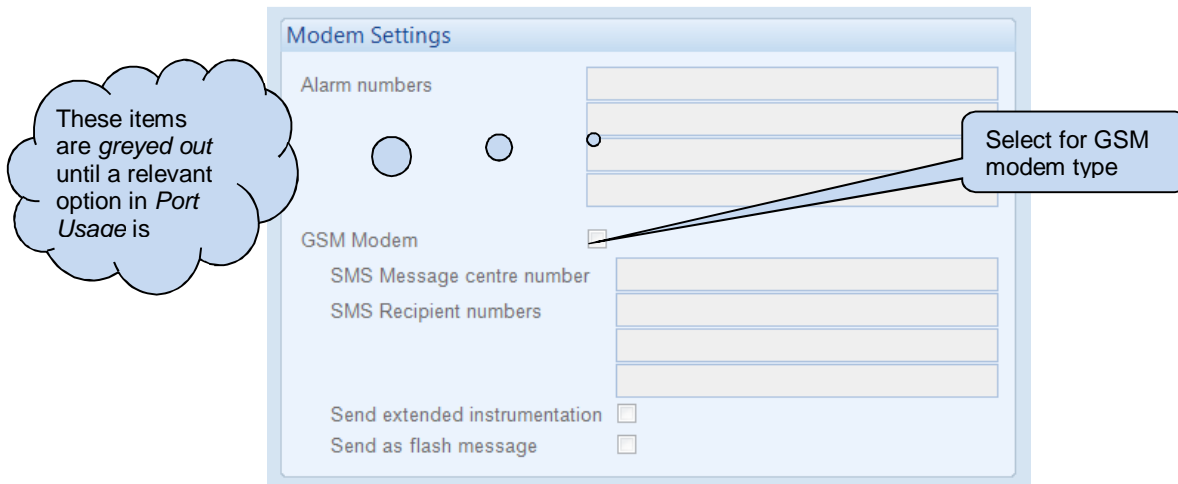 Modem Settings
Alarm numbers
These items
are greyed out
until a relevant
option in Port
Usage is
Select for GSM
modem type
GSM Modem
SMS Message centre number
SMS Recipient numbers
Send extended instrumentation
Send as flash message